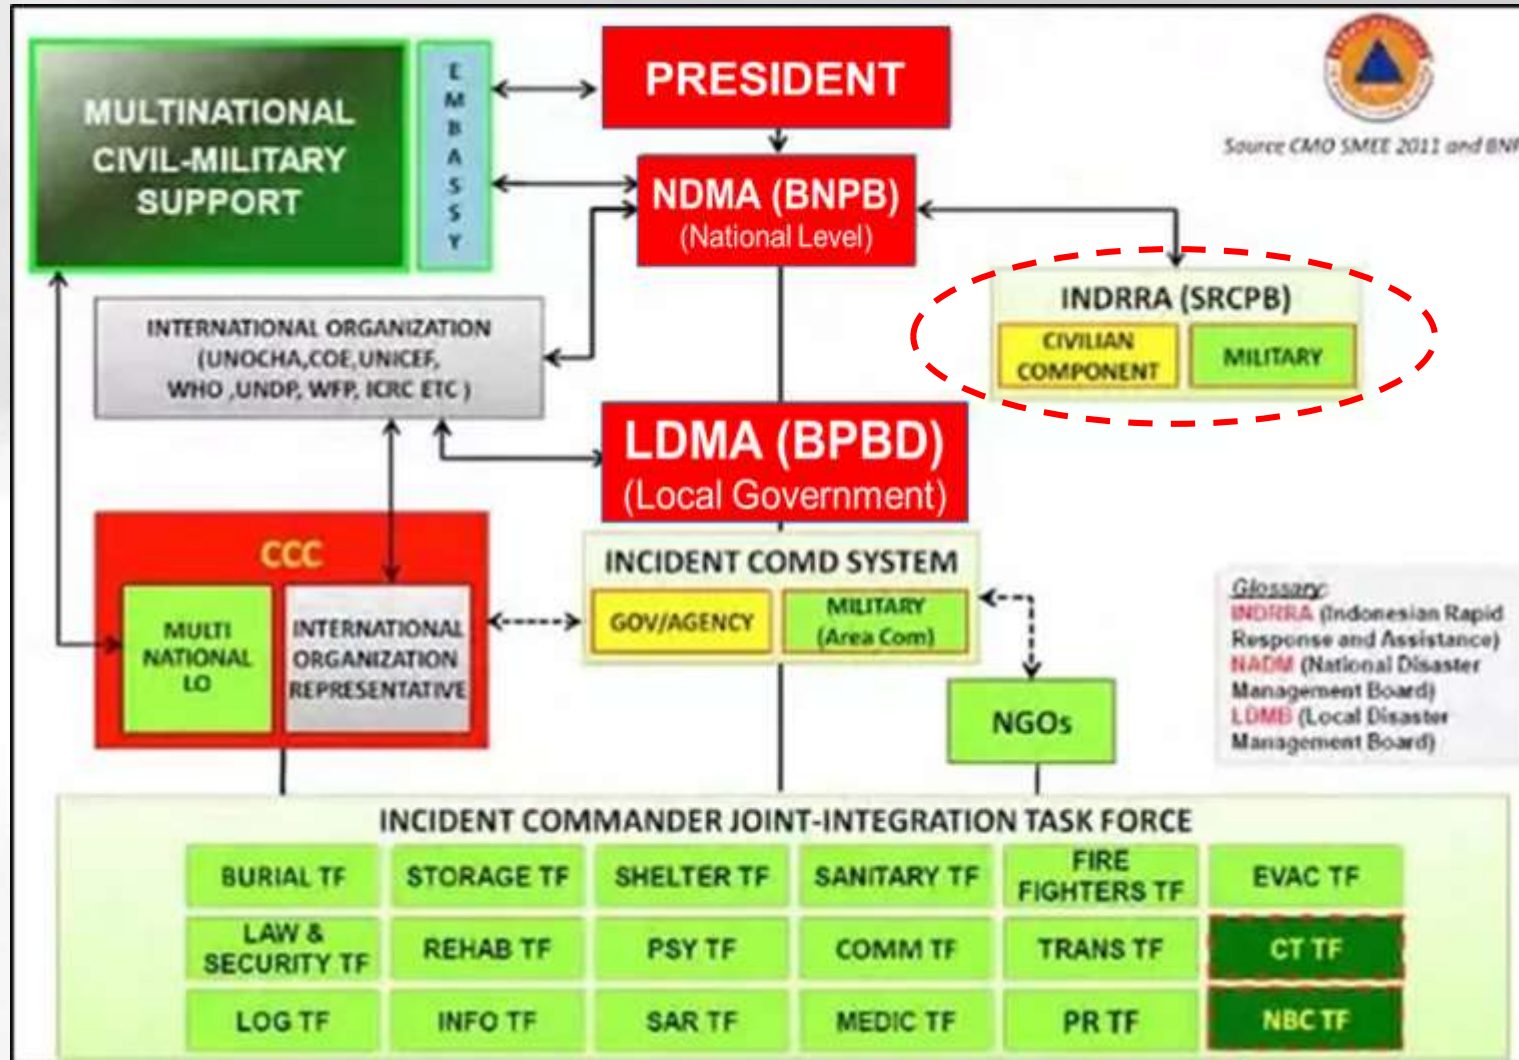 PRESIDENT
MULTINATIONAL
CIVIL-MILITARY
SUPPORT
EMBASSY
Source CMO SMEE 2011 and BNP
NDMA (BNPB)
(National Level)
INDRRA (SRCPB)
CIVILIAN
COMPONENT
MILITARY
INTERNATIONAL ORGANIZATION
(UNOCHA,COE,UNICEF,
WHO ,UNDP, WFP, ICRC ETC )
LDMA (BPBD)
(Local Government)
CCC
MULTI
NATIONAL
LO
INTERNATIONAL
ORGANIZATION
REPRESENTATIVE
INCIDENT COMD SYSTEM
GOV/AGENCY
MILITARY
(Area Com)
NGOs
Glossary:
INDRRA (Indonesian Rapid
Response and Assistance)
NADM (National Disaster
Management Board)
LDMB (Local Disaster
Management Board)
INCIDENT COMMANDER JOINT-INTEGRATION TASK FORCE
BURIAL TF
STORAGE TF
SHELTER TF
SANITARY TF
FIRE
FIGHTERS TF
EVAC TF
LAW &
SECURITY TF
REHAB TF
PSY TF
COMM TF
TRANS TF
CT TF
LOG TF
INFO TF
SAR TF
MEDIC TF
PR TF
NBC TF